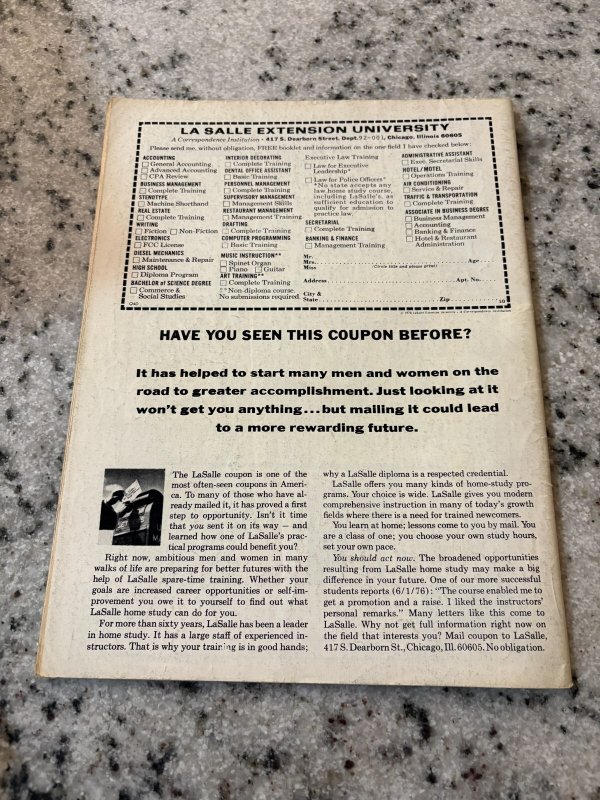 LA SALLE EXTENSION UNIVERSITY
A Correspondence Institution • 417 S. Dearborn Street, Dept. 92-001, Chicago, Illinois 60605
Please send me, without obligation, FREE booklet and information on the one field I have checked below:
ACCOUNTING
General Accounting
Advanced Accounting
CPA Review
BUSINESS MANAGEMENT
Complete Training
STENOTYPE
Machine Shorthand
REAL ESTATE
Complete Training
WRITING
Fiction Non-Fiction
ELECTRONICS
FCC License
DIESEL MECHANICS
Maintenance & Repair
HIGH SCHOOL
Diploma Program
BACHELOR of SCIENCE DEGREE
Commerce &
Social Studies
INTERIOR DECORATING
Complete Training
DENTAL OFFICE ASSISTANT
Basic Training
PERSONNEL MANAGEMENT
Complete Training
SUPERVISORY MANAGEMENT
Management Skills
RESTAURANT MANAGEMENT
Management Training
DRAFTING
Complete Training
COMPUTER PROGRAMMING
Basic Training
MUSIC INSTRUCTION**
Spinet Organ
Piano Guitar
ART TRAINING**
Complete Training
**Non-diploma course.
No submissions required.
Executive Law Training
Law for Executive
Leadership*
Law for Police Officers*
*No state accepts any
law home study course,
including LaSalle's, as
sufficient education to
qualify for admission to
practice law.
SECRETARIAL
Complete Training
BANKING & FINANCE
Management Training
ADMINISTRATIVE ASSISTANT
Exec. Secretarial Skills
HOTEL/MOTEL
Operations Training
AIR CONDITIONING
Service & Repair
TRAFFIC & TRANSPORTATION
Complete Training
ASSOCIATE IN BUSINESS DEGREE
Business Management
Accounting
Banking & Finance
Hotel & Restaurant
Administration
Mr.
Mrs.
Miss (Circle title and please print) Age
Address Apt. No.
City &
State Zip 10
HAVE YOU SEEN THIS COUPON BEFORE?
It has helped to start many men and women on the
road to greater accomplishment. Just looking at it
won't get you anything...but mailing it could lead
to a more rewarding future.
The LaSalle coupon is one of the
most often-seen coupons in Ameri-
ca. To many of those who have al-
ready mailed it, it has proved a first
step to opportunity. Isn't it time
that you sent it on its way — and
learned how one of LaSalle's prac-
tical programs could benefit you?
Right now, ambitious men and women in many
walks of life are preparing for better futures with the
help of LaSalle spare-time training. Whether your
goals are increased career opportunities or self-im-
provement you owe it to yourself to find out what
LaSalle home study can do for you.
For more than sixty years, LaSalle has been a leader
in home study. It has a large staff of experienced in-
structors. That is why your training is in good hands;
why a LaSalle diploma is a respected credential.
LaSalle offers you many kinds of home-study pro-
grams. Your choice is wide. LaSalle gives you modern
comprehensive instruction in many of today's growth
fields where there is a need for trained newcomers.
You learn at home; lessons come to you by mail. You
are a class of one; you choose your own study hours,
set your own pace.
You should act now. The broadened opportunities
resulting from LaSalle home study may make a big
difference in your future. One of our more successful
students reports (6/1/76): "The course enabled me to
get a promotion and a raise. I liked the instructors'
personal remarks." Many letters like this come to
LaSalle. Why not get full information right now on
the field that interests you? Mail coupon to LaSalle,
417 S. Dearborn St., Chicago, Ill. 60605. No obligation.